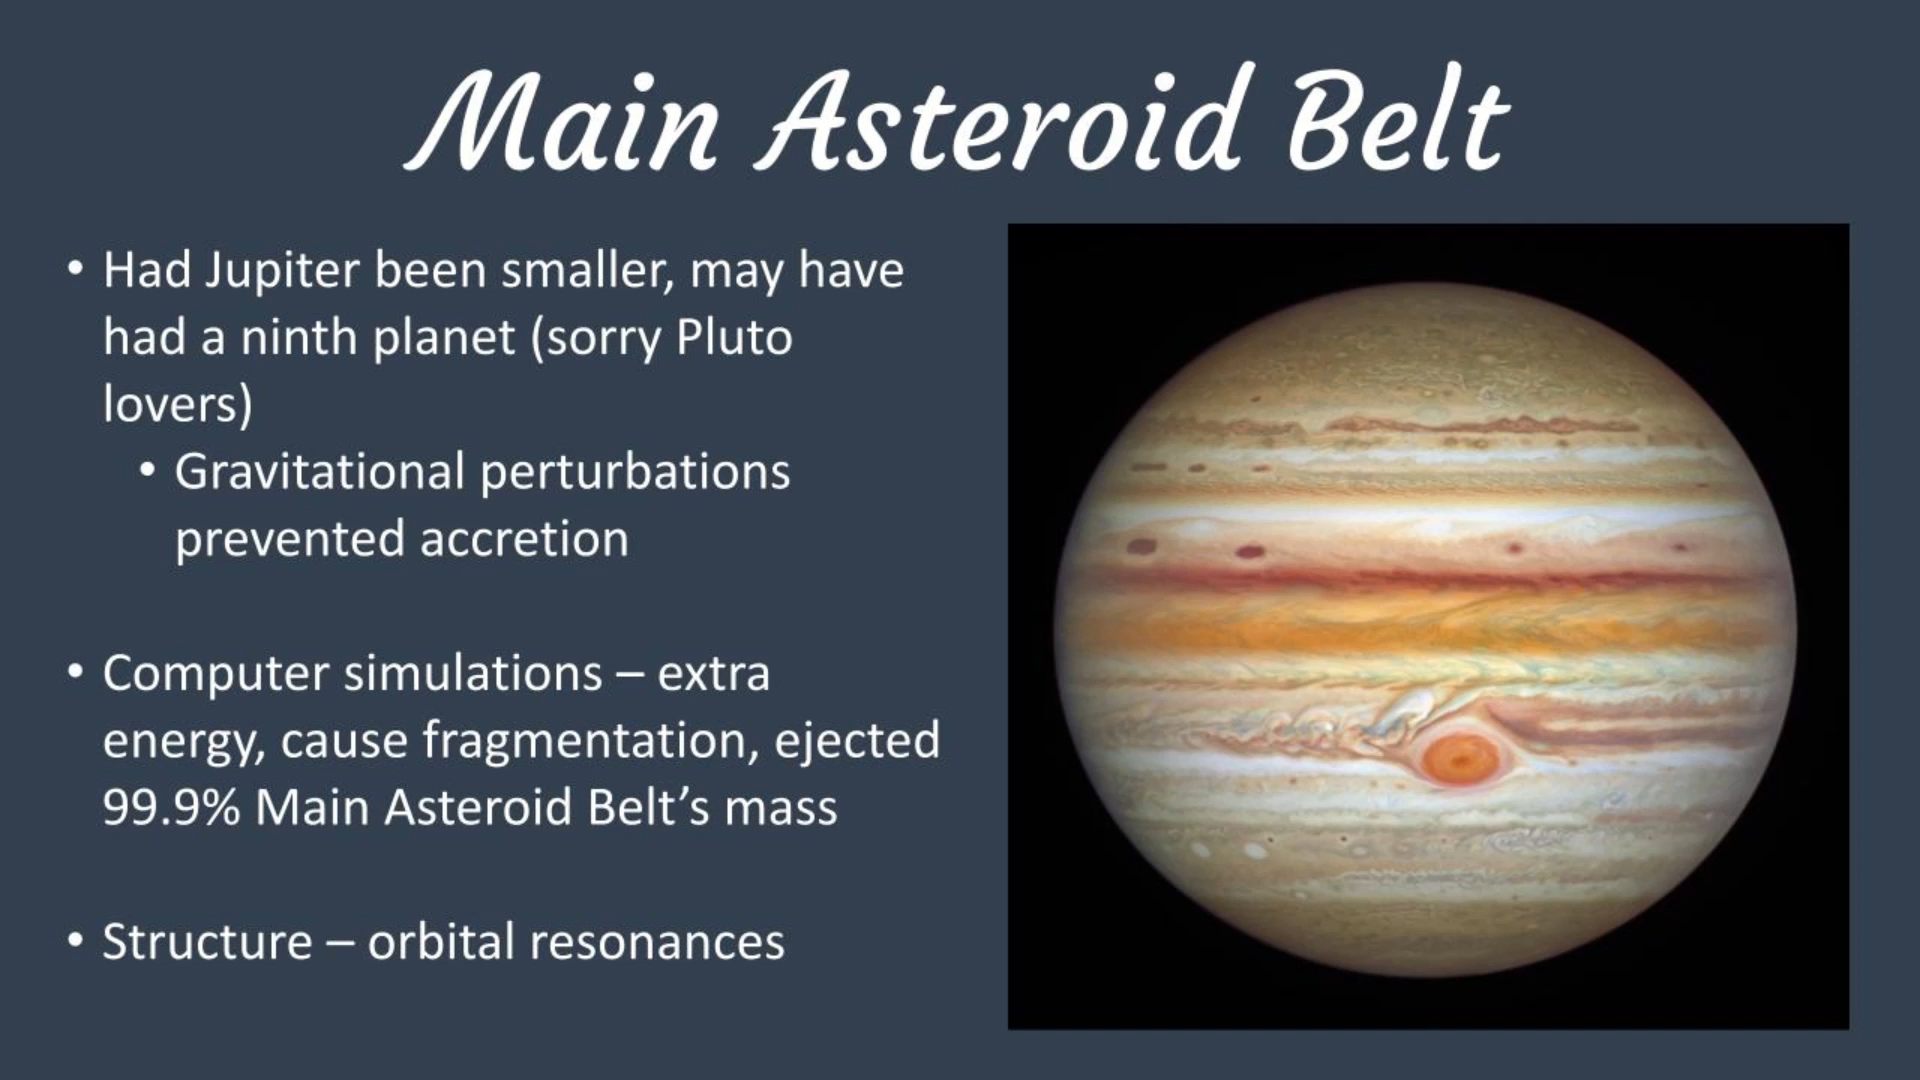 Main Asteroid Belt
• Had Jupiter been smaller, may have
had a ninth planet (sorry Pluto
lovers)
• Gravitational perturbations
prevented accretion
• Computer simulations – extra
energy, cause fragmentation, ejected
99.9% Main Asteroid Belt’s mass
• Structure – orbital resonances